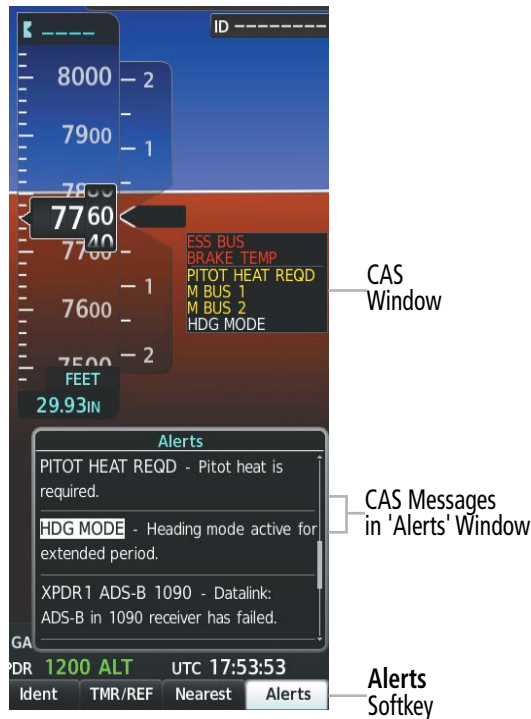 ID --------
----
8000
2
7900
1
7800
7760
40
7700
ESS BUS
BRAKE TEMP
PITOT HEAT REQD
M BUS 1
M BUS 2
HDG MODE
CAS
Window
1
7600
2
7500
FEET
29.93IN
Alerts
PITOT HEAT REQD - Pitot heat is
required.
HDG MODE - Heading mode active for
extended period.
XPDR1 ADS-B 1090 - Datalink:
ADS-B in 1090 receiver has failed.
CAS Messages
in 'Alerts' Window
GA
PDR 1200 ALT UTC 17:53:53
Ident TMR/REF Nearest Alerts
Alerts
Softkey